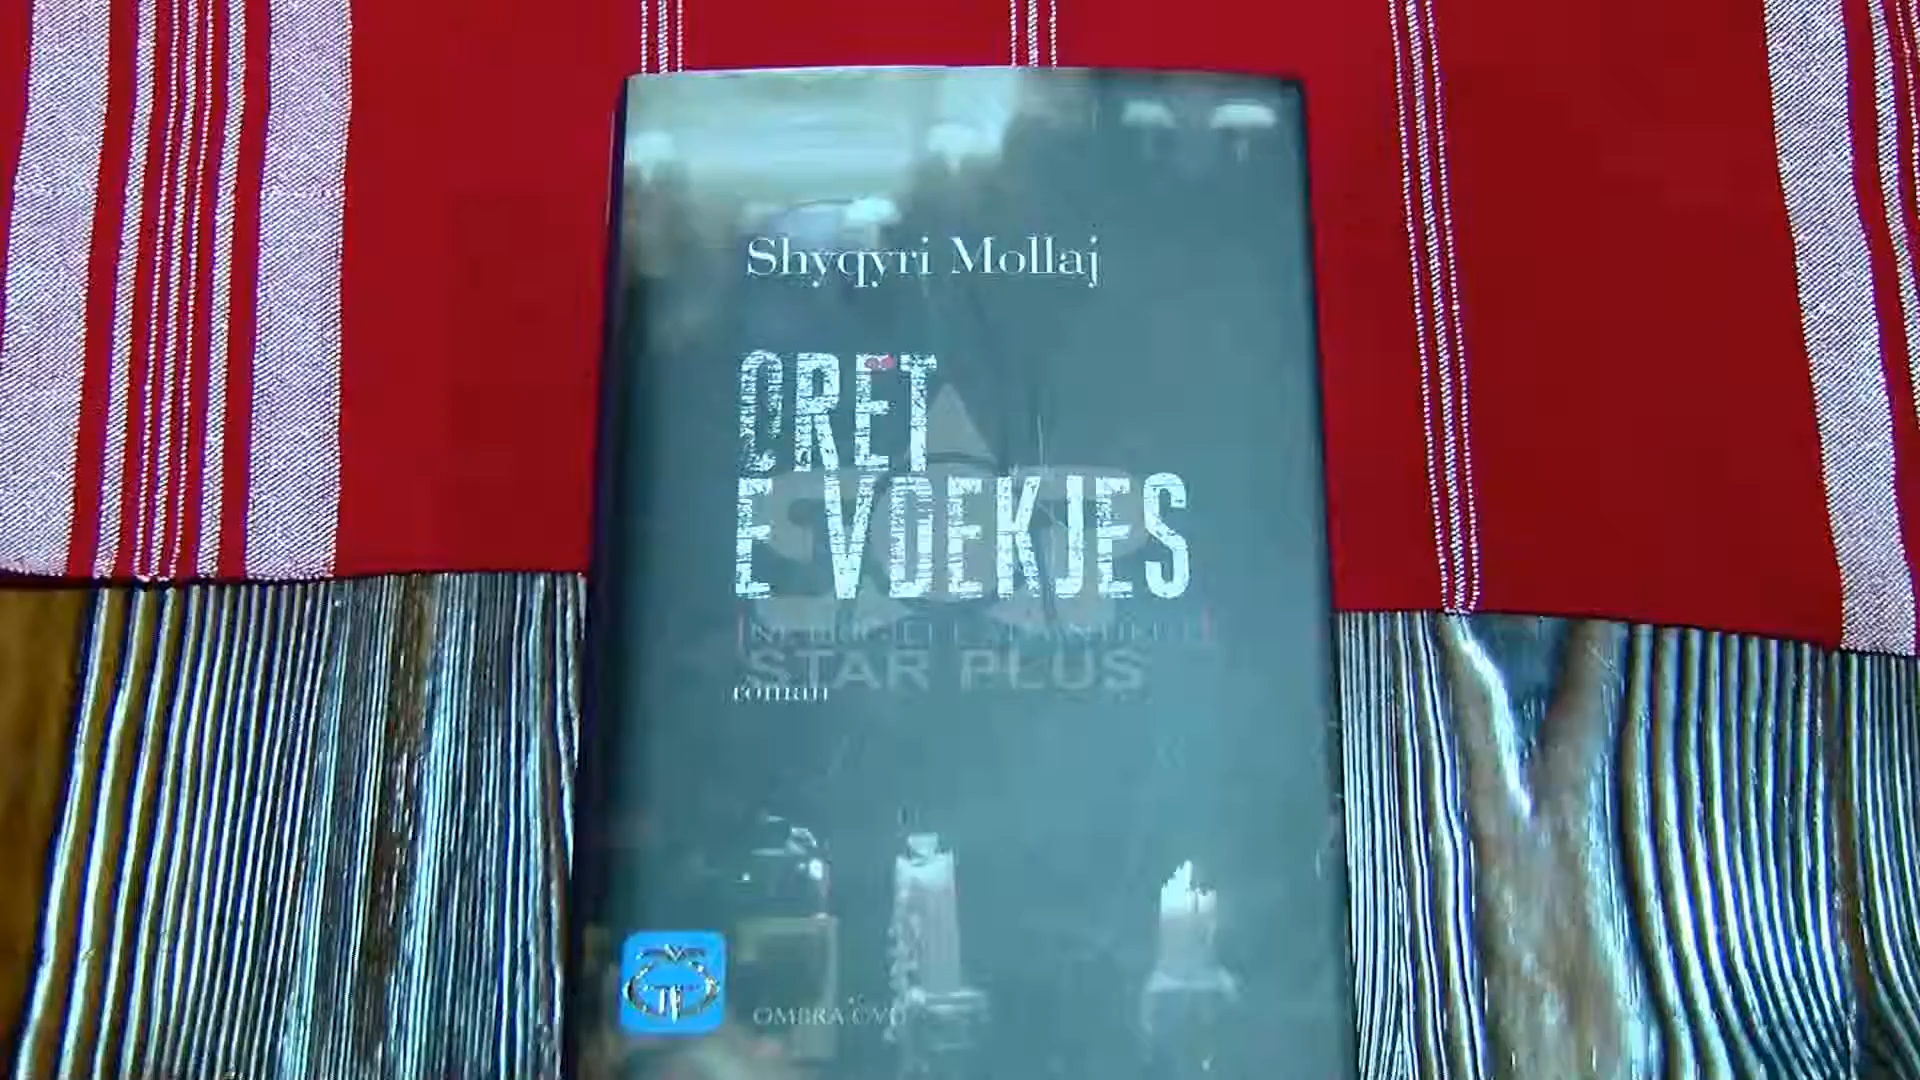 Shyqyri Mollaj
ORËT
E VDEKJES
STAR PLUS
roman
OMBRA GVG